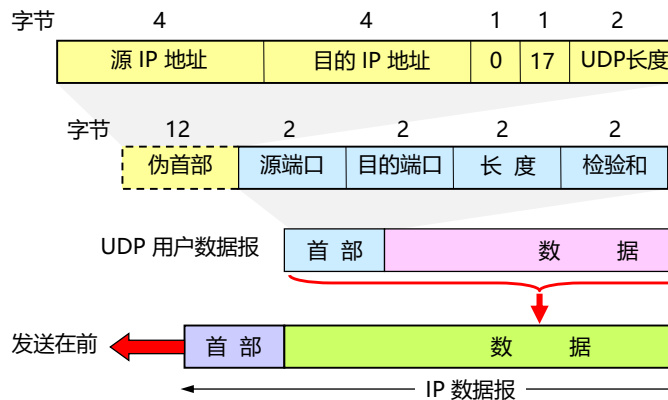 字节 4 4 1 1 2
源 IP 地址 目的 IP 地址 0 17 UDP长度
字节 12 2 2 2 2
伪首部 源端口 目的端口 长 度 检验和
UDP 用户数据报 首 部 数 据
发送在前 首 部 数 据
IP 数据报